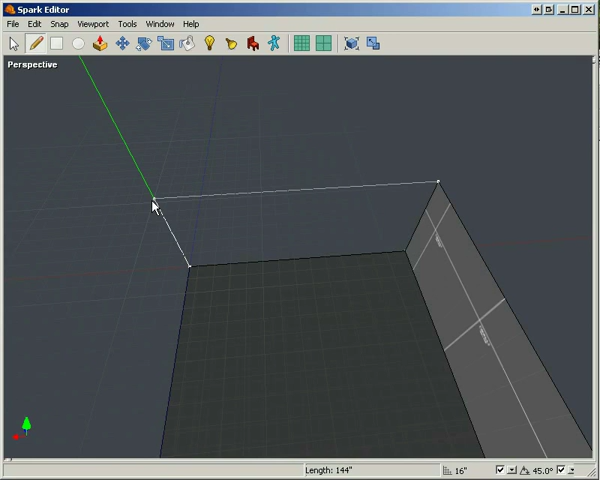 Spark Editor
File Edit Snap Viewport Tools Window Help
Perspective
Length: 144" 16" 45.0°